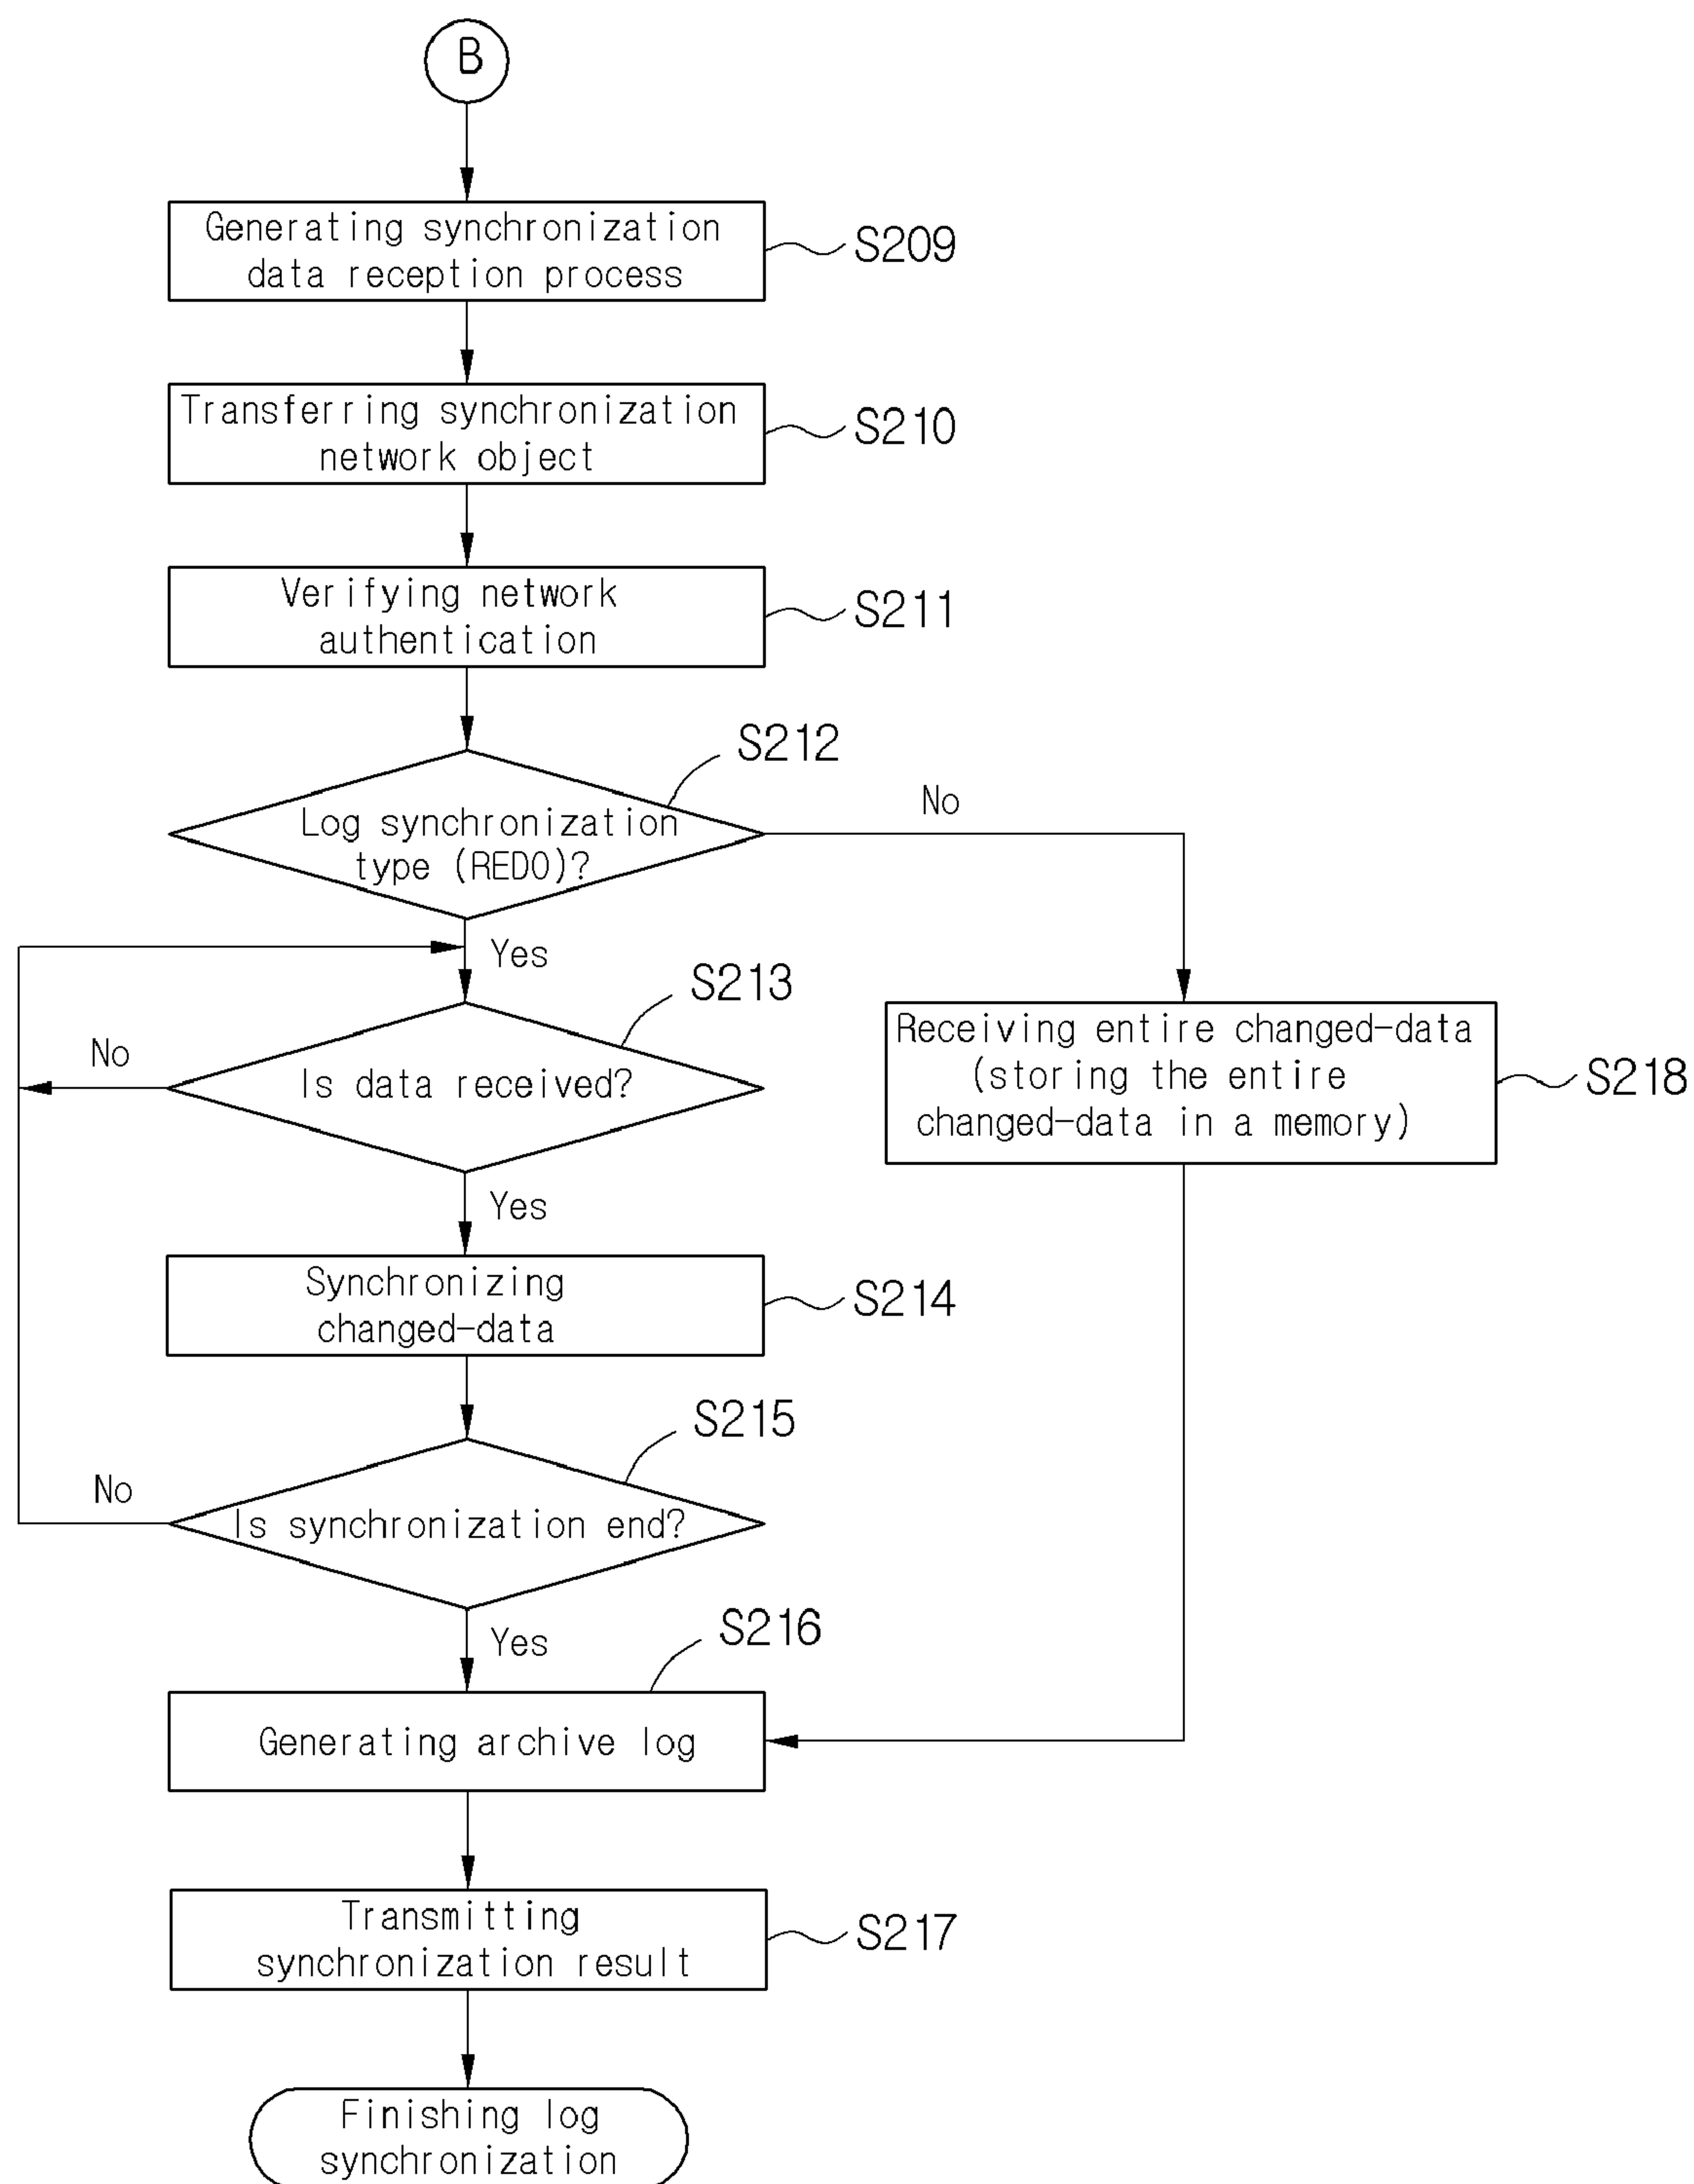 B
Generating synchronization
data reception process
S209
Transferring synchronization
network object
S210
Verifying network
authentication
S211
S212
Log synchronization
type (REDO)?
No
Yes
S213
Is data received?
No
Receiving entire changed-data
(storing the entire
changed-data in a memory)
S218
Yes
Synchronizing
changed-data
S214
S215
Is synchronization end?
No
Yes
S216
Generating archive log
Transmitting
synchronization result
S217
Finishing log
synchronization